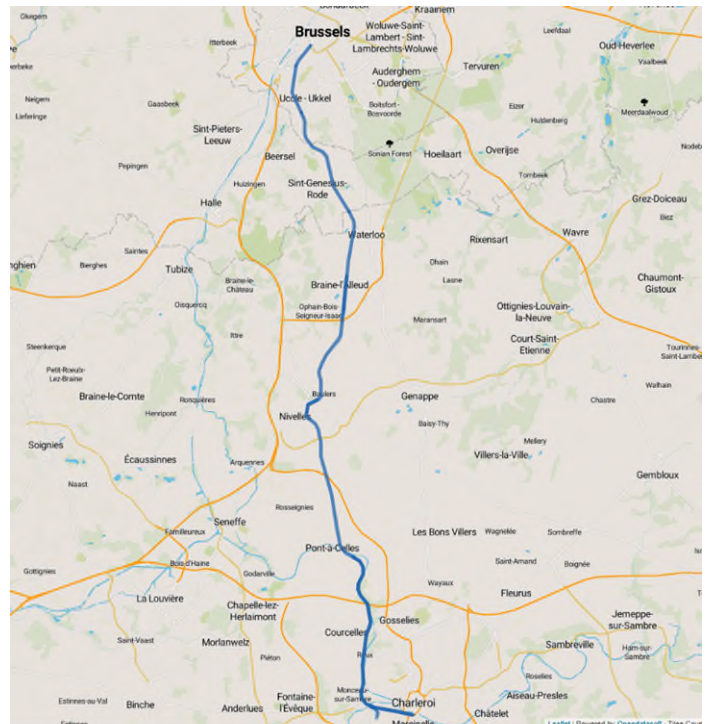 Okegem
Kraainem
Woluwe-Saint-
Lambert - Sint-
Lambrechts-Woluwe
Brussels
Itterbeek
Leefdaal
Oud-Heverlee
Vaalbeek
Tervuren
Auderghem
- Oudergem
Neigem
Lieferinge
Gaasbeek
Uccle - Ukkel
Boitsfort-
Bosvoorde
Eizer
Huldenberg
Meerdaalwoud
Sint-Pieters-
Leeuw
Sonian Forest
Hoeilaart
Overijse
Beersel
Pepingen
Tombeek
Huizingen
Sint-Genesius-
Rode
Halle
Grez-Doiceau
Biez
Waterloo
Rixensart
Wavre
Saintes
Bierghes
Tubize
Ohain
Lasne
Braine-le-
Château
Braine-l'Alleud
Chaumont-
Gistoux
Oisquercq
Ophain-Bois-
Seigneur-Isaac
Maransart
Ottignies-Louvain-
la-Neuve
Court-Saint-
Etienne
Ittre
Steenkerque
Tourinnes-
Petit-Roeulx-
Lez-Braine
Braine-le-Comte
Ronquières
Henripont
Baulers
Genappe
Walhain
Chastre
Nivelles
Baisy-Thy
Mellery
Villers-la-Ville
Soignies
Écaussinnes
Arquennes
Naast
Gembloux
Rosseignies
Seneffe
Familleureux
Les Bons Villers
Wagnelée
Sombreffe
Pont-à-Celles
Saint-Amand
Boignée
Bois-d'Haine
Godarville
Gottignies
Wayaux
Fleurus
La Louvière
Chapelle-lez-
Herlaimont
Gosselies
Jemeppe-
sur-Sambre
Courcelles
Saint-Vaast
Morlanwelz
Piéton
Roux
Sambreville
Ham-sur-
Sambre
Roselies
Monceau-
sur-Sambre
Fontaine-
l'Évêque
Charleroi
Aiseau-Presles
Estinnes-au-Val
Binche
Anderlues
Châtelet